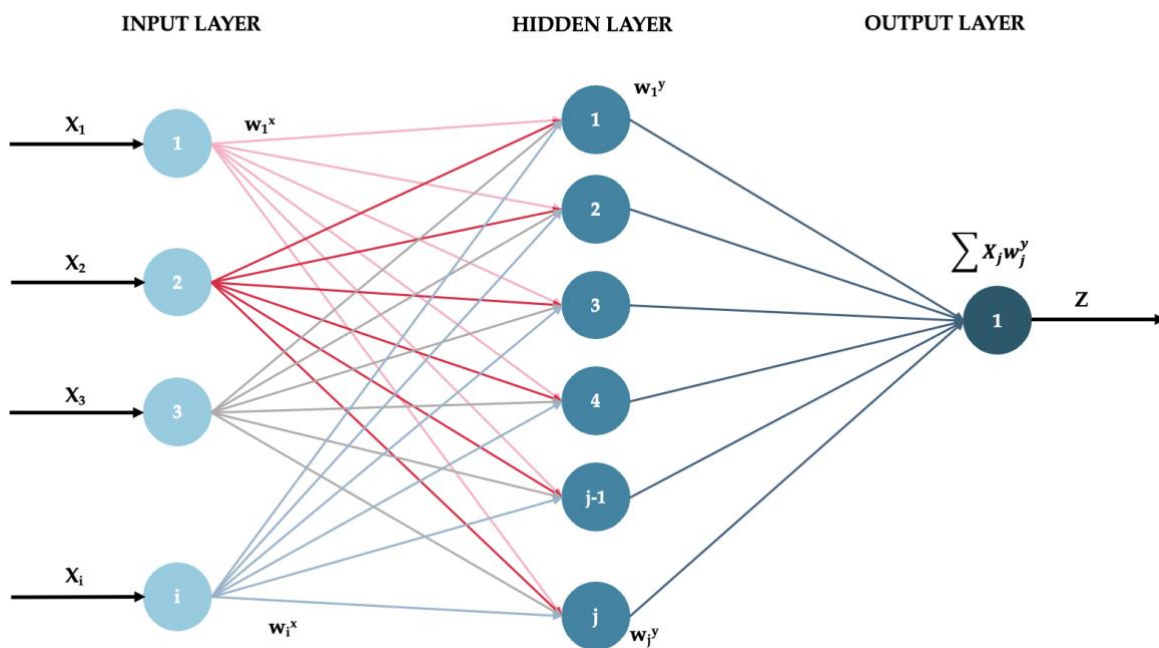 INPUT LAYER HIDDEN LAYER OUTPUT LAYER
X₁
X₂
X₃
Xᵢ
1
2
3
i
w₁ˣ
wᵢˣ
w₁ʸ
1
2
3
4
j-1
j
wⱼʸ
∑ Xⱼwⱼʸ
1
Z